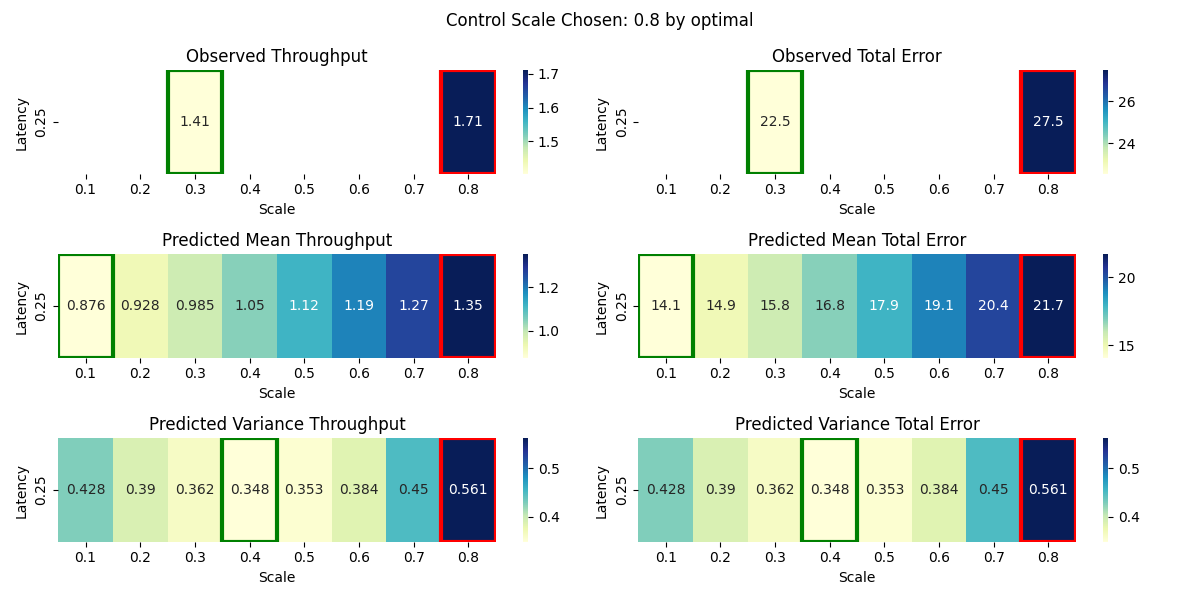 Control Scale Chosen: 0.8 by optimal
Observed Throughput
Latency
0.25
1.41
1.71
0.1 0.2 0.3 0.4 0.5 0.6 0.7 0.8
Scale
1.7
1.6
1.5
Observed Total Error
Latency
0.25
22.5
27.5
0.1 0.2 0.3 0.4 0.5 0.6 0.7 0.8
Scale
26
24
Predicted Mean Throughput
Latency
0.25
0.876 0.928 0.985 1.05 1.12 1.19 1.27 1.35
0.1 0.2 0.3 0.4 0.5 0.6 0.7 0.8
Scale
1.2
1.0
Predicted Mean Total Error
Latency
0.25
14.1 14.9 15.8 16.8 17.9 19.1 20.4 21.7
0.1 0.2 0.3 0.4 0.5 0.6 0.7 0.8
Scale
20
15
Predicted Variance Throughput
Latency
0.25
0.428 0.39 0.362 0.348 0.353 0.384 0.45 0.561
0.1 0.2 0.3 0.4 0.5 0.6 0.7 0.8
Scale
0.5
0.4
Predicted Variance Total Error
Latency
0.25
0.428 0.39 0.362 0.348 0.353 0.384 0.45 0.561
0.1 0.2 0.3 0.4 0.5 0.6 0.7 0.8
Scale
0.5
0.4